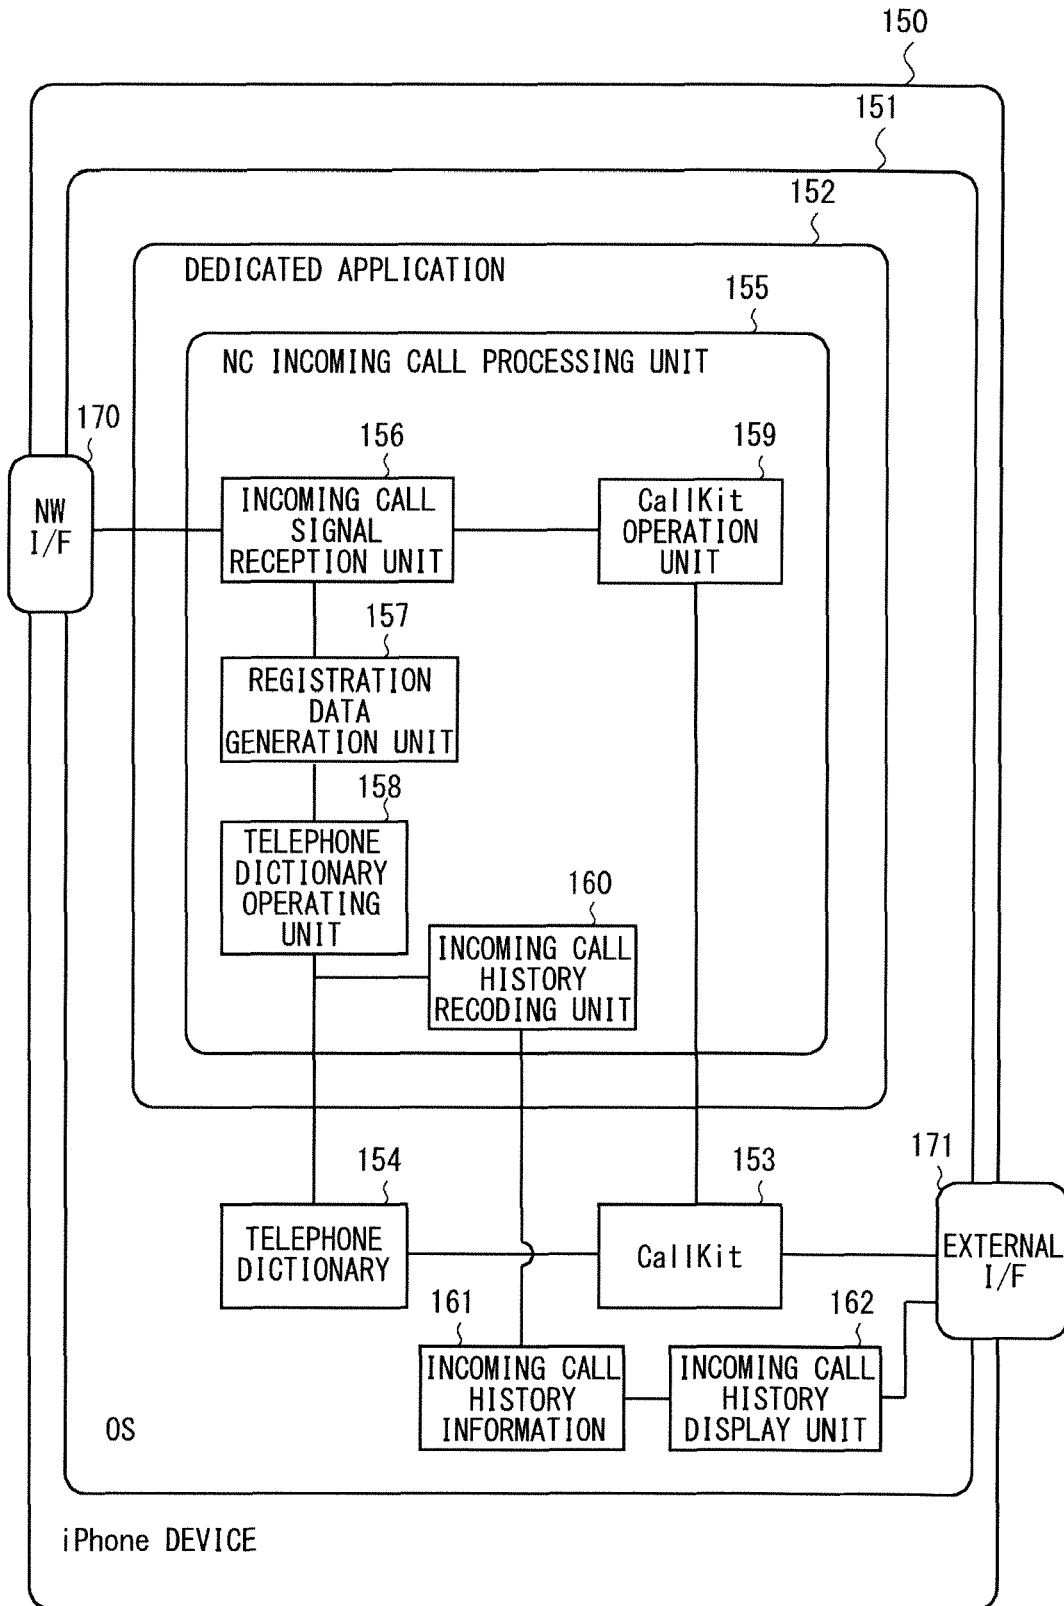 150
151
152
DEDICATED APPLICATION
155
NC INCOMING CALL PROCESSING UNIT
170
NW
I/F
156
INCOMING CALL
SIGNAL
RECEPTION UNIT
159
CallKit
OPERATION
UNIT
157
REGISTRATION
DATA
GENERATION UNIT
158
TELEPHONE
DICTIONARY
OPERATING
UNIT
160
INCOMING CALL
HISTORY
RECODING UNIT
154
TELEPHONE
DICTIONARY
153
CallKit
171
EXTERNAL
I/F
161
INCOMING CALL
HISTORY
INFORMATION
162
INCOMING CALL
HISTORY
DISPLAY UNIT
OS
iPhone DEVICE